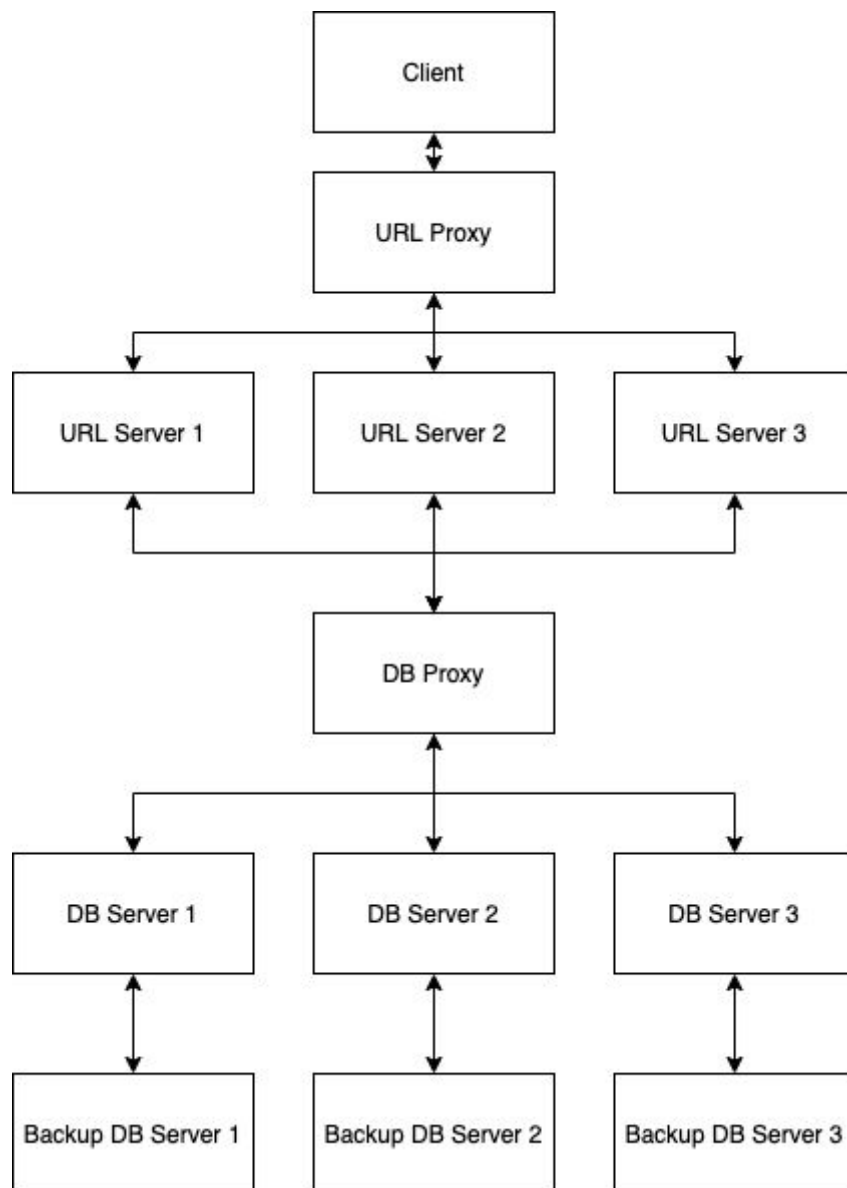 Client
URL Proxy
URL Server 1
URL Server 2
URL Server 3
DB Proxy
DB Server 1
DB Server 2
DB Server 3
Backup DB Server 1
Backup DB Server 2
Backup DB Server 3